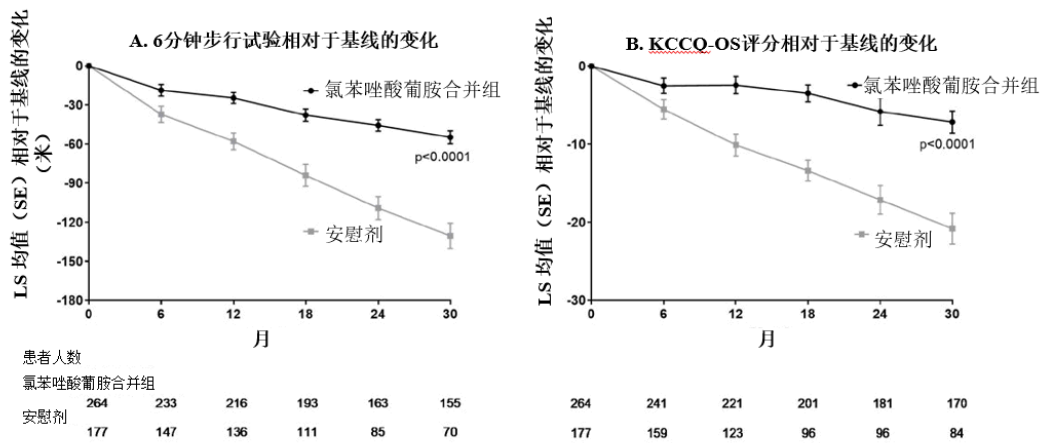 A. 6分钟步行试验相对于基线的变化
LS 均值（SE）相对于基线的变化
（米）
0
-30
-60
-90
-120
-150
-180
氯苯唑酸葡胺合并组
p<0.0001
安慰剂
0 6 12 18 24 30
月
B. KCCQ-OS评分相对于基线的变化
LS 均值（SE）相对于基线的变化
0
-10
-20
-30
氯苯唑酸葡胺合并组
p<0.0001
安慰剂
0 6 12 18 24 30
月
患者人数
氯苯唑酸葡胺合并组
264 233 216 193 163 155 264 241 221 201 181 170
安慰剂
177 147 136 111 85 70 177 159 123 96 96 84